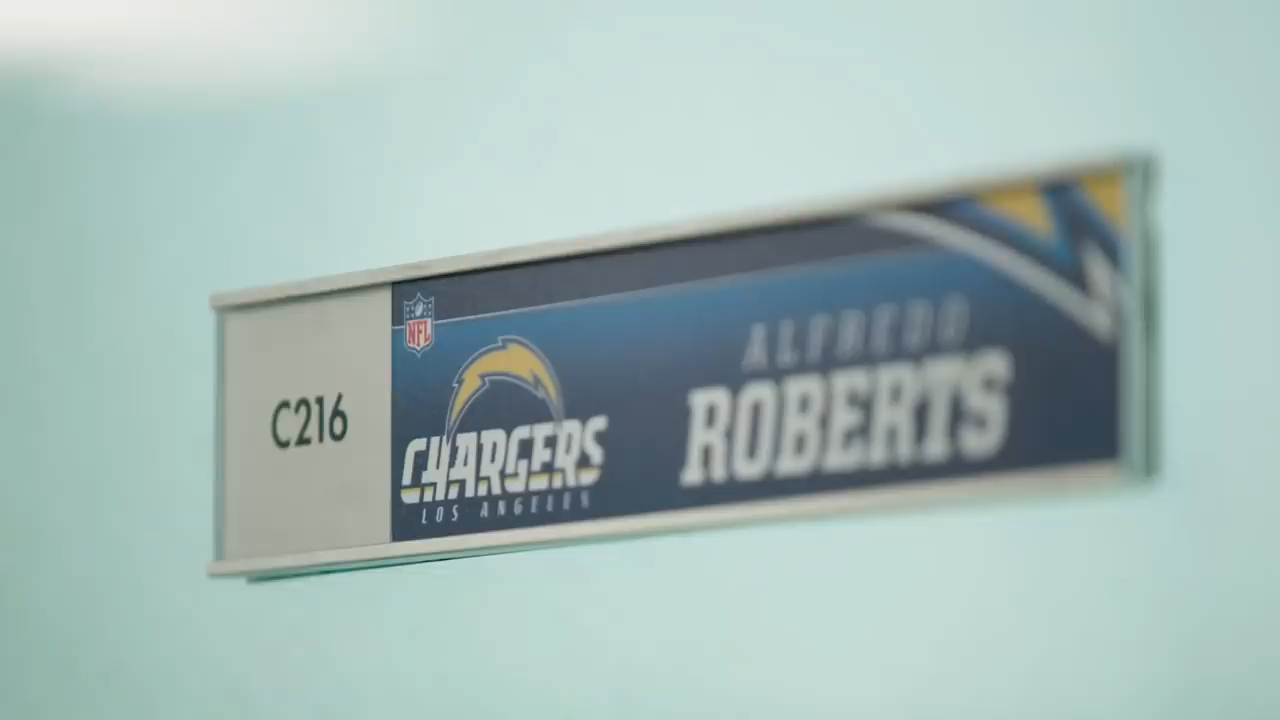 C216
NFL
CHARGERS
LOS ANGELES
ALFREDO
ROBERTS